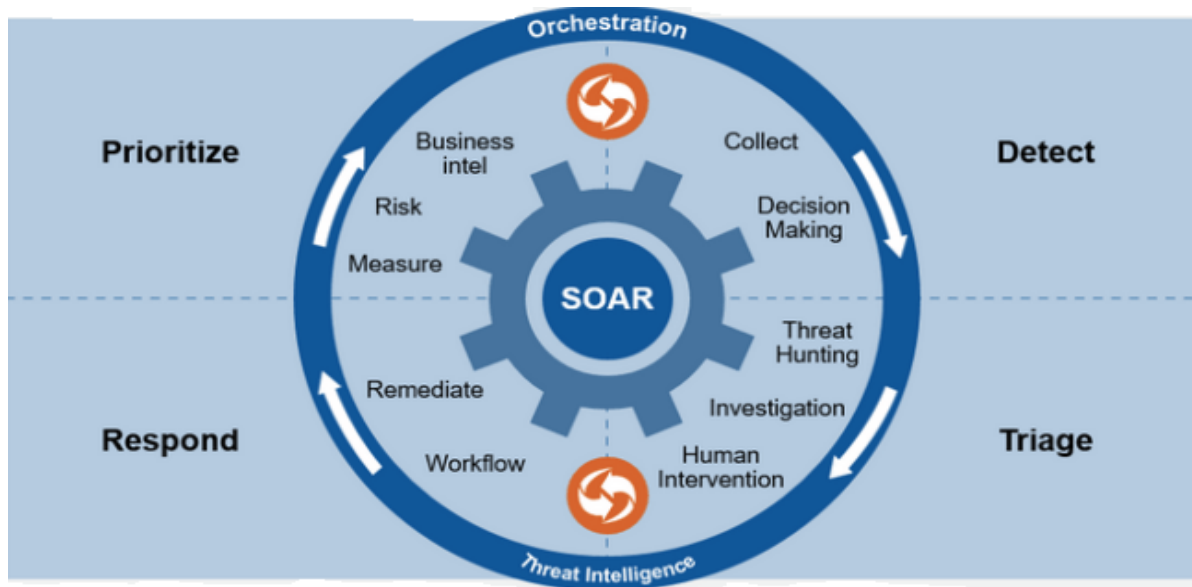 Orchestration
Prioritize
Business
intel
Risk
Measure
Collect
Decision
Making
Detect
SOAR
Respond
Remediate
Workflow
Threat
Hunting
Investigation
Human
Intervention
Triage
Threat Intelligence